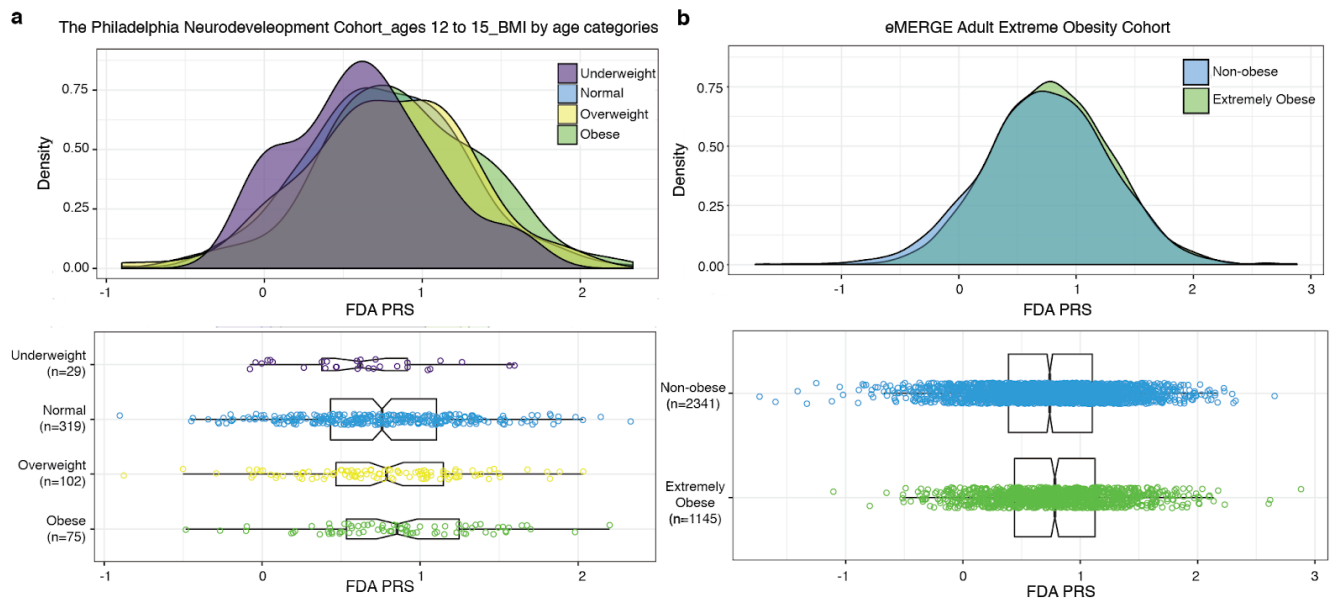 a
The Philadelphia Neurodeveleopment Cohort_ages 12 to 15_BMI by age categories
Density
0.75
0.50
0.25
0.00
Underweight
Normal
Overweight
Obese
-1
0
1
2
FDA PRS
Underweight
(n=29)
Normal
(n=319)
Overweight
(n=102)
Obese
(n=75)
-1
0
1
2
FDA PRS
b
eMERGE Adult Extreme Obesity Cohort
Density
0.75
0.50
0.25
0.00
Non-obese
Extremely Obese
-1
0
1
2
3
FDA PRS
Non-obese
(n=2341)
Extremely
Obese
(n=1145)
-1
0
1
2
3
FDA PRS